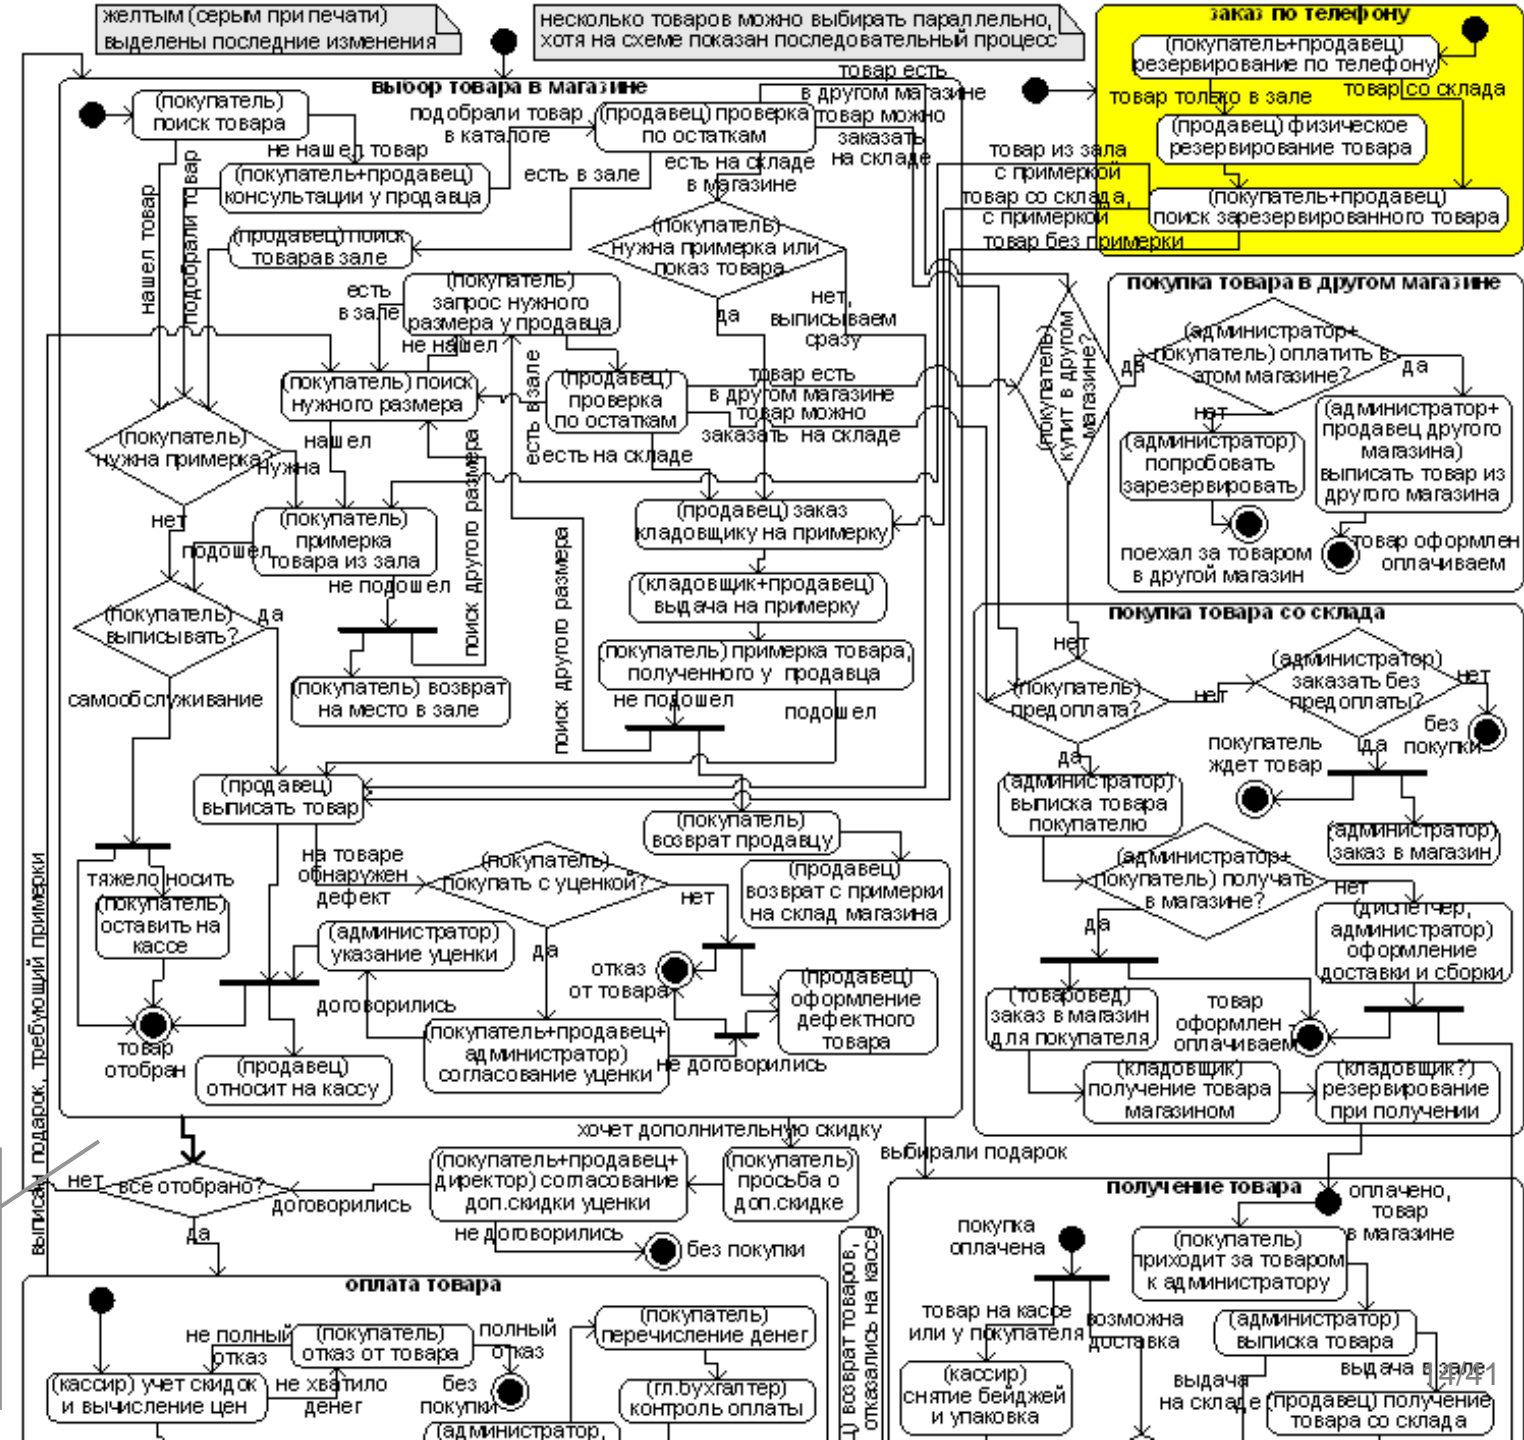 желтым (серым при печати)
выделены последние изменения
несколько товаров можно выбирать параллельно,
хотя на схеме показан последовательный процесс
заказ по телефону
(покупатель+продавец)
резервирование по телефону
товар только в зале
товар со склада
(продавец) физическое
резервирование товара
(покупатель+продавец)
поиск зарезервированного товара
товар из зала
с примеркой
товар со склада,
с примеркой
товар без примерки
выбор товара в магазине
(покупатель)
поиск товара
не нашел товар
(покупатель+продавец)
консультации у продавца
подобрали товар
в каталоге
(продавец) проверка
по остаткам
товар есть
в другом магазине
товар можно
заказать
на складе
есть в зале
есть на складе
в магазине
нашел товар
подобрали товар
(продавец) поиск
товара в зале
(покупатель)
нужна примерка или
показ товара
да
нет,
выписываем
сразу
есть
в зале
(покупатель)
запрос нужного
размера у продавца
не нашел
(покупатель) поиск
нужного размера
нашел
есть в зале
(продавец)
проверка
по остаткам
товар есть
в другом магазине
товар можно
заказать на складе
есть на складе
(покупатель)
нужна примерка?
нужна
нет
(покупатель)
примерка
товара из зала
подошел
не подошел
поиск другого размера
поиск другого размера
(продавец) заказ
кладовщику на примерку
(кладовщик+продавец)
выдача на примерку
(покупатель) примерка товара,
полученного у продавца
не подошел
подошел
(покупатель)
выписывать?
да
самообслуживание
(покупатель) возврат
на место в зале
(продавец)
выписать товар
(покупатель)
возврат продавцу
(продавец)
возврат с примерки
на склад магазина
тяжело носить
(покупатель)
оставить на
кассе
товар
отобран
на товаре
обнаружен
дефект
(покупатель)
покупать с уценкой?
нет
да
(администратор)
указание уценки
договорились
(покупатель+продавец+
администратор)
согласование уценки
не договорились
отказ
от товара
(продавец)
оформление
дефектного
товара
(продавец)
относит на кассу
(покупатель)
купит в другом
магазине?
да
нет
покупка товара в другом магазине
(администратор+
покупатель) оплатить в
этом магазине?
да
нет
(администратор)
попробовать
зарезервировать
поехал за товаром
в другой магазин
(администратор+
продавец другого
магазина)
выписать товар из
другого магазина
товар оформлен
оплачиваем
покупка товара со склада
(покупатель)
предоплата?
нет
да
(администратор)
заказать без
предоплаты?
нет
да
без
покупки
покупатель
ждет товар
(администратор)
заказ в магазин
(администратор)
выписка товара
покупателю
(администратор+
покупатель) получать
в магазине?
нет
да
(диспетчер,
администратор)
оформление
доставки и сборки
(товаровед)
заказ в магазин
для покупателя
товар
оформлен
оплачиваем
(кладовщик)
получение товара
магазином
(кладовщик?)
резервирование
при получении
выписан подарок, требующий примерки
все отобрано?
нет
да
договорились
хочет дополнительную скидку
(покупатель+продавец+
директор) согласование
доп.скидки уценки
(покупатель)
просьба о
доп.скидке
не договорились
без покупки
выбирали подарок
оплата товара
не полный
отказ
(покупатель)
отказ от товара
полный
отказ
(кассир) учет скидок
и вычисление цен
не хватило
денег
без
покупки
(администратор,
(покупатель)
перечисление денег
(гл.бухгалтер)
контроль оплаты
возврат товаров,
отказались на кассе
получение товара
покупка
оплачена
оплачено,
товар
в магазине
(покупатель)
приходит за товаром
к администратору
товар на кассе
или у покупателя
возможна
доставка
(администратор)
выписка товара
(кассир)
снятие бейджей
и упаковка
выдача
на складе
выдача в зале
(продавец) получение
товара со склада
14/41